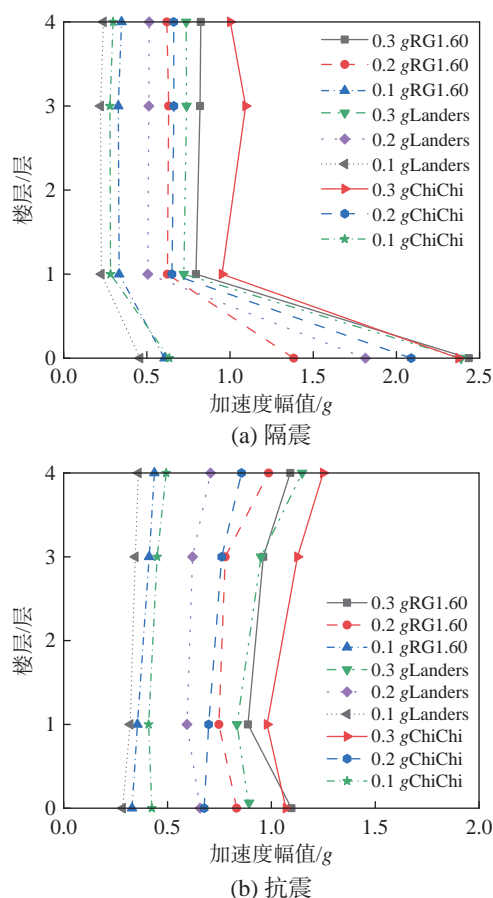 4
3
2
1
0
楼层/层
0.3 gRG1.60
0.2 gRG1.60
0.1 gRG1.60
0.3 gLanders
0.2 gLanders
0.1 gLanders
0.3 gChiChi
0.2 gChiChi
0.1 gChiChi
0.0 0.5 1.0 1.5 2.0 2.5
加速度幅值/g
(a) 隔震
4
3
2
1
0
楼层/层
0.3 gRG1.60
0.2 gRG1.60
0.1 gRG1.60
0.3 gLanders
0.2 gLanders
0.1 gLanders
0.3 gChiChi
0.2 gChiChi
0.1 gChiChi
0.0 0.5 1.0 1.5 2.0
加速度幅值/g
(b) 抗震